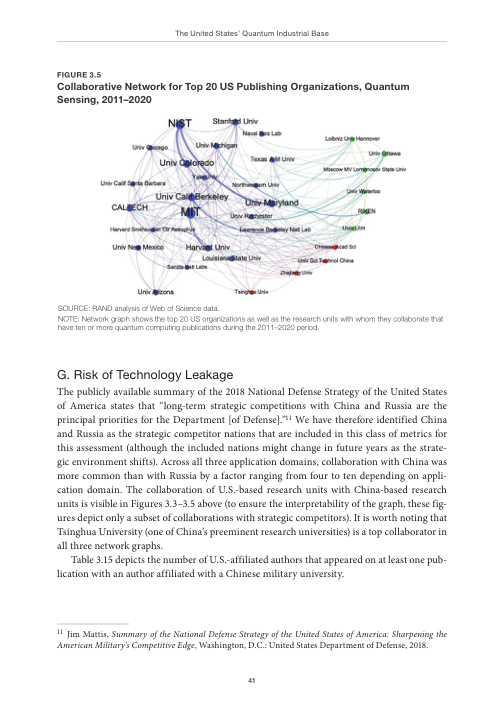 The United States' Quantum Industrial Base
FIGURE 3.5
Collaborative Network for Top 20 US Publishing Organizations, Quantum
Sensing, 2011–2020
NIST
Stanford Univ
Naval Res Lab
Leibniz Univ Hannover
Univ Chicago
Univ Michigan
Univ Ottawa
Univ Colorado
Texas A&M Univ
Moscow MV Lomonosov State Univ
Yale Univ
Univ Calif Santa Barbara
Northwestern Univ
Univ Waterloo
Univ Calif Berkeley
Univ Maryland
CALTECH
MIT
RIKEN
Univ Rochester
Harvard Smithsonian Ctr Astrophys
Lawrence Berkeley Natl Lab
Univ Ulm
Univ New Mexico
Harvard Univ
Chinese Acad Sci
Louisiana State Univ
Univ Sci Technol China
Sandia Natl Labs
Zhejiang Univ
Univ Arizona
Tsinghua Univ
SOURCE: RAND analysis of Web of Science data.
NOTE: Network graph shows the top 20 US organizations as well as the research units with whom they collaborate that
have ten or more quantum computing publications during the 2011–2020 period.
G. Risk of Technology Leakage
The publicly available summary of the 2018 National Defense Strategy of the United States
of America states that “long-term strategic competitions with China and Russia are the
principal priorities for the Department [of Defense].”11 We have therefore identified China
and Russia as the strategic competitor nations that are included in this class of metrics for
this assessment (although the included nations might change in future years as the strate-
gic environment shifts). Across all three application domains, collaboration with China was
more common than with Russia by a factor ranging from four to ten depending on appli-
cation domain. The collaboration of U.S.-based research units with China-based research
units is visible in Figures 3.3–3.5 above (to ensure the interpretability of the graph, these fig-
ures depict only a subset of collaborations with strategic competitors). It is worth noting that
Tsinghua University (one of China's preeminent research universities) is a top collaborator in
all three network graphs.
Table 3.15 depicts the number of U.S.-affiliated authors that appeared on at least one pub-
lication with an author affiliated with a Chinese military university.
11 Jim Mattis, Summary of the National Defense Strategy of the United States of America: Sharpening the
American Military's Competitive Edge, Washington, D.C.: United States Department of Defense, 2018.
41